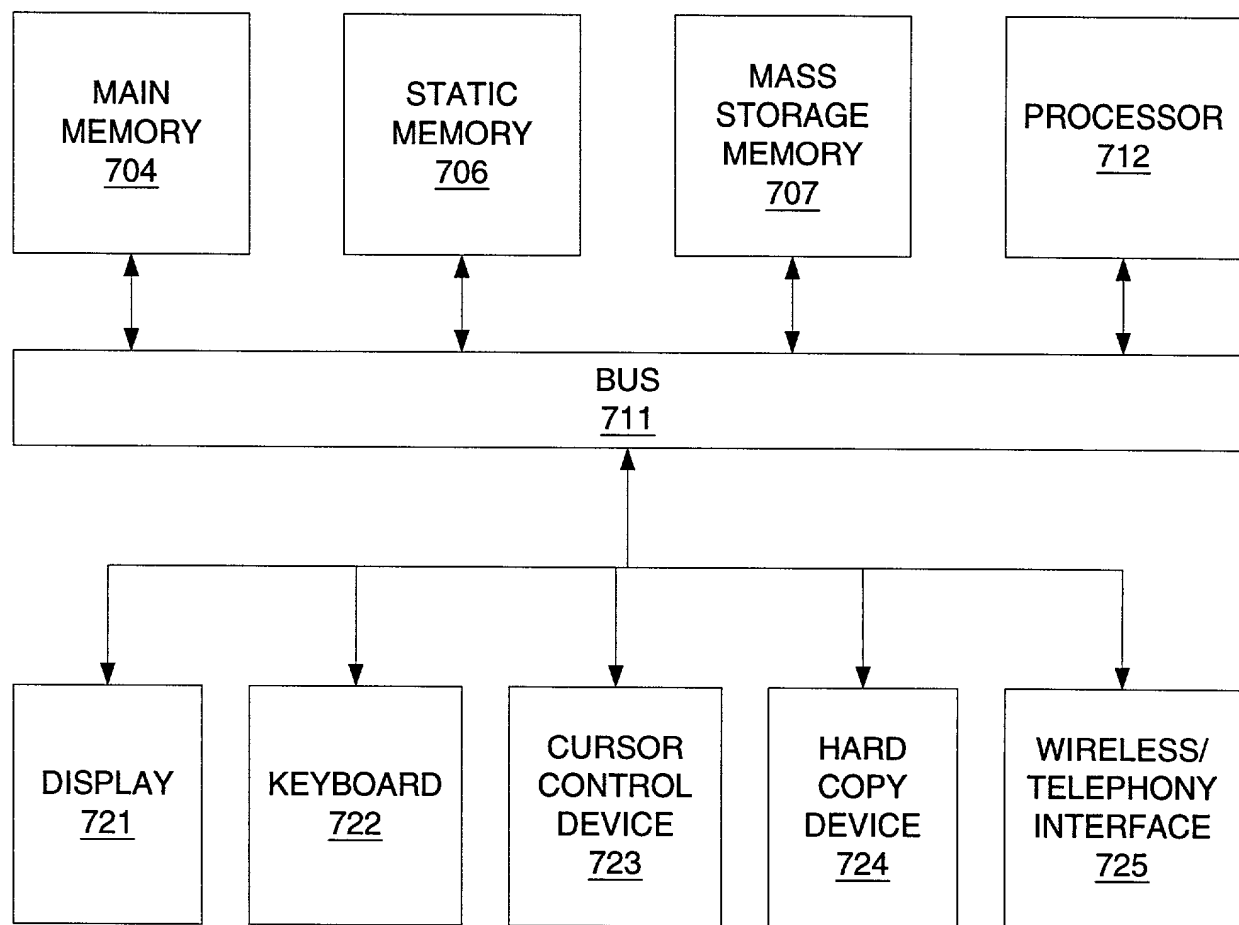 MAIN
MEMORY
704
STATIC
MEMORY
706
MASS
STORAGE
MEMORY
707
PROCESSOR
712
BUS
711
DISPLAY
721
KEYBOARD
722
CURSOR
CONTROL
DEVICE
723
HARD
COPY
DEVICE
724
WIRELESS/
TELEPHONY
INTERFACE
725